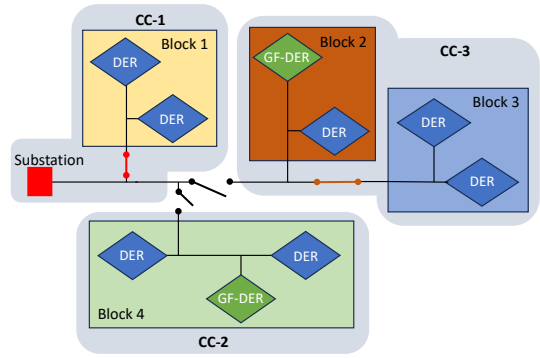 CC-1
Block 1
DER
DER
Block 2
GF-DER
DER
CC-3
Block 3
DER
DER
Substation
DER
DER
GF-DER
Block 4
CC-2